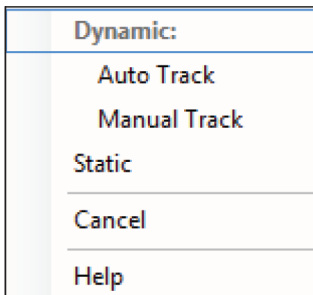 Dynamic:
Auto Track
Manual Track
Static
Cancel
Help